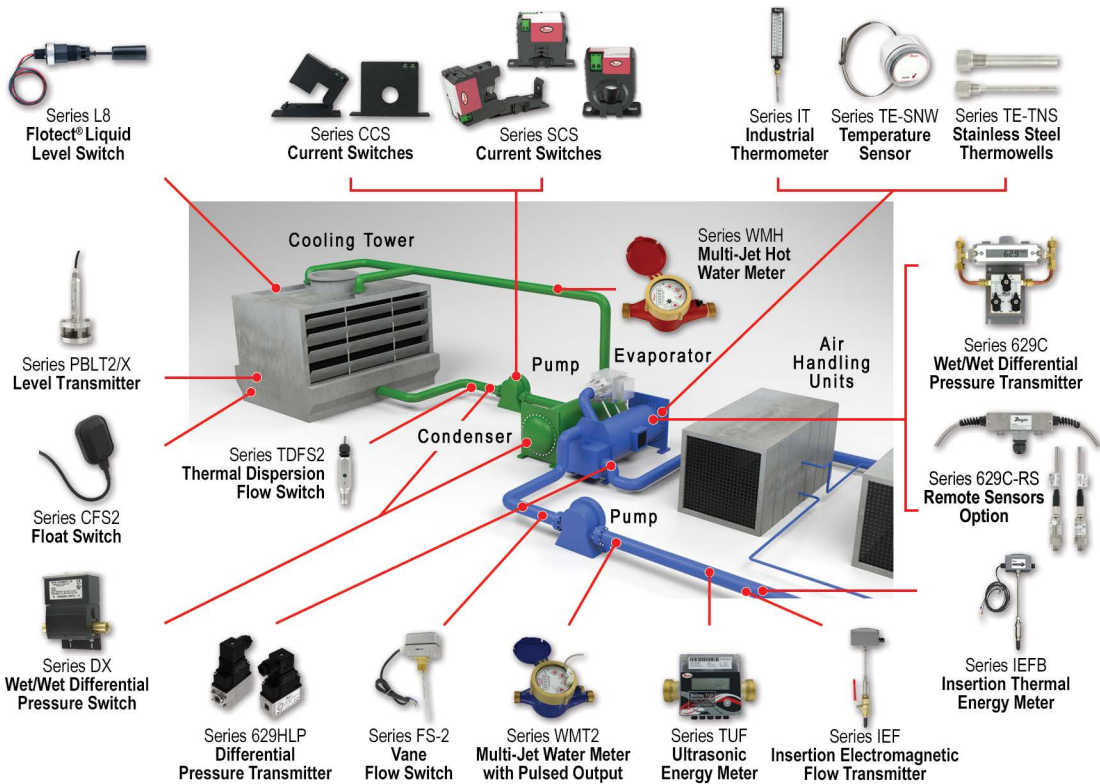 Series L8
Flotect® Liquid
Level Switch
Series CCS
Current Switches
Series SCS
Current Switches
Series IT
Industrial
Thermometer
Series TE-SNW
Temperature
Sensor
Series TE-TNS
Stainless Steel
Thermowells
Cooling Tower
Series WMH
Multi-Jet Hot
Water Meter
62.9
Series 629C
Wet/Wet Differential
Pressure Transmitter
Series PBLT2/X
Level Transmitter
Pump
Evaporator
Air
Handling
Units
Condenser
Series TDFS2
Thermal Dispersion
Flow Switch
Dwyer
Series 629C-RS
Remote Sensors
Option
Series CFS2
Float Switch
Pump
Series DX
Wet/Wet Differential
Pressure Switch
Series IEFB
Insertion Thermal
Energy Meter
Series 629HLP
Differential
Pressure Transmitter
Series FS-2
Vane
Flow Switch
Series WMT2
Multi-Jet Water Meter
with Pulsed Output
Series TUF
Series TUF
Ultrasonic
Energy Meter
Series IEF
Insertion Electromagnetic
Flow Transmitter